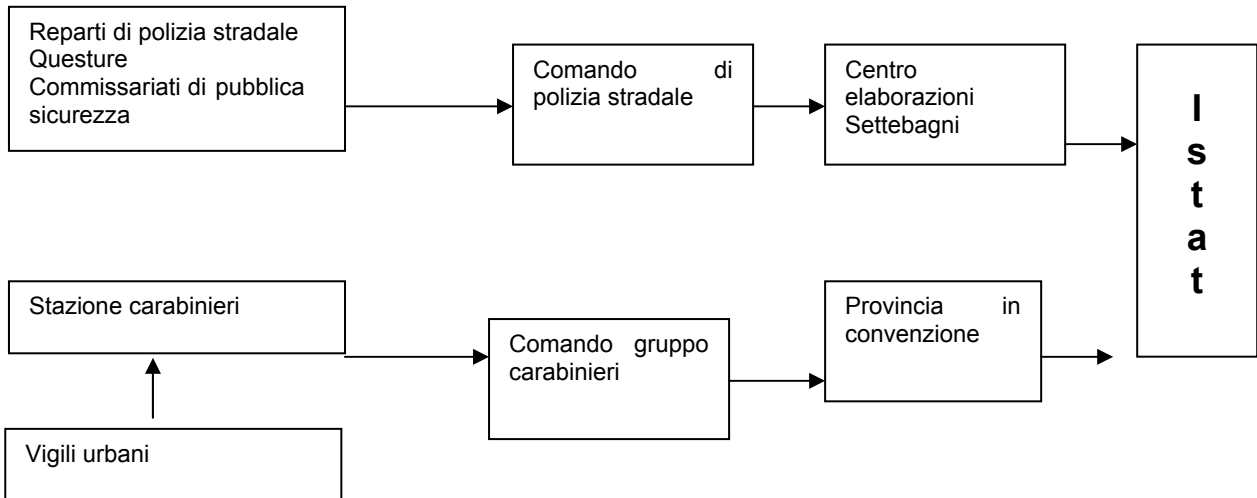 Reparti di polizia stradale
Questure
Commissariati di pubblica
sicurezza
Comando di
polizia stradale
Centro
elaborazioni
Settebagni
I
s
t
a
t
Stazione carabinieri
Comando gruppo
carabinieri
Provincia in
convenzione
Vigili urbani